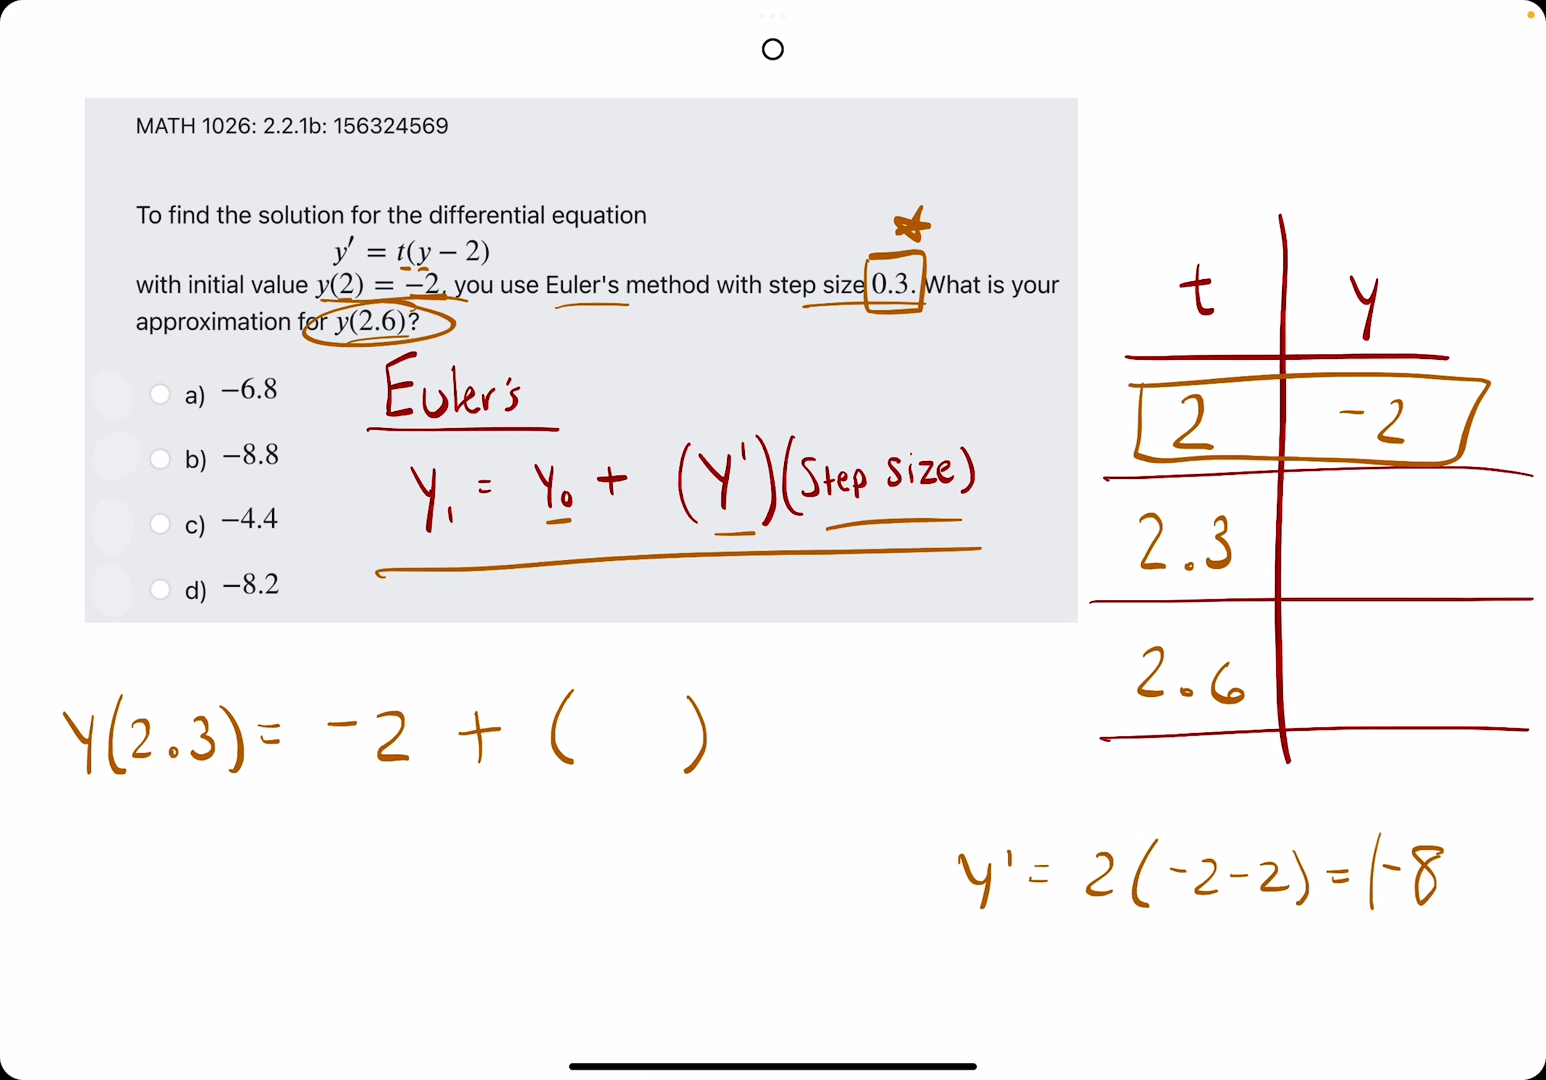 MATH 1026: 2.2.1b: 156324569
To find the solution for the differential equation
y′ = t(y − 2)
with initial value y(2) = −2, you use Euler's method with step size 0.3. What is your
approximation for y(2.6)?
a) −6.8
b) −8.8
c) −4.4
d) −8.2
Euler's
y₁ = y₀ + (y')(Step Size)
t y
2 -2
2.3
2.6
y(2.3) = -2 + ( )
y' = 2(-2-2) = (-8